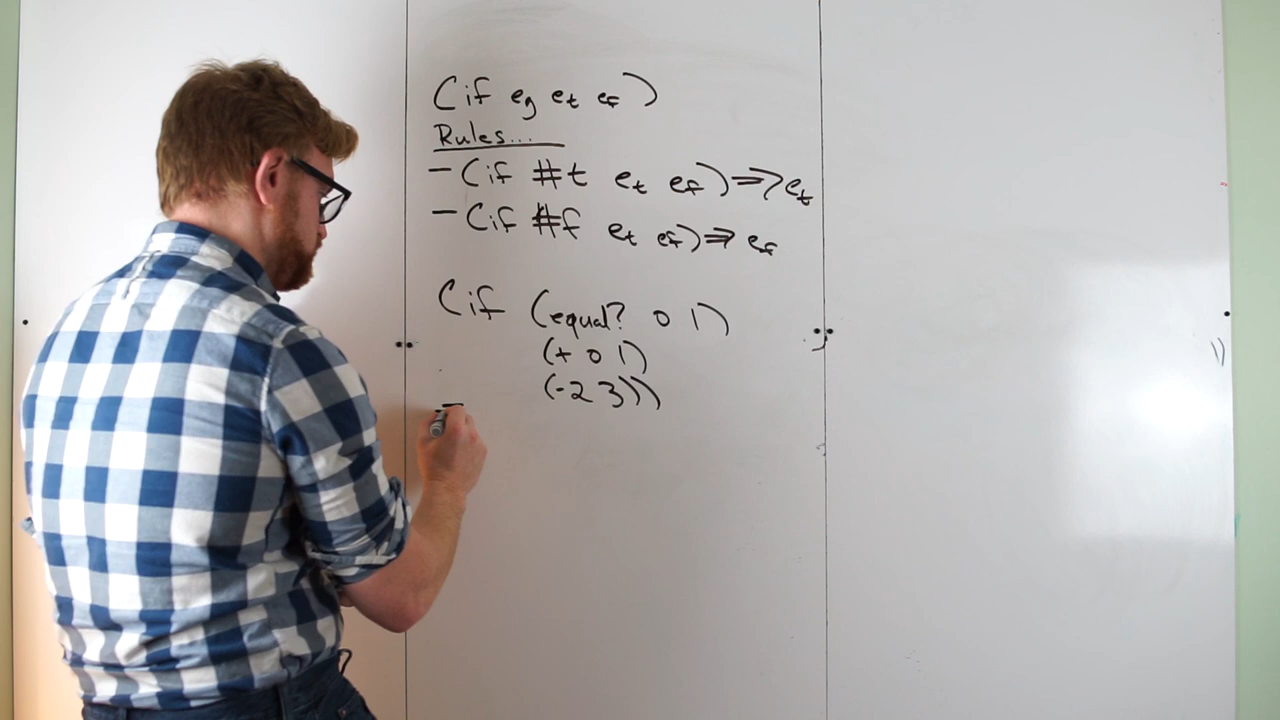 (if eg et ef)
Rules...
- (if #t et ef) => et
- (if #f et ef) => ef
(if (equal? 0 1)
(+ 0 1)
(- 2 3))